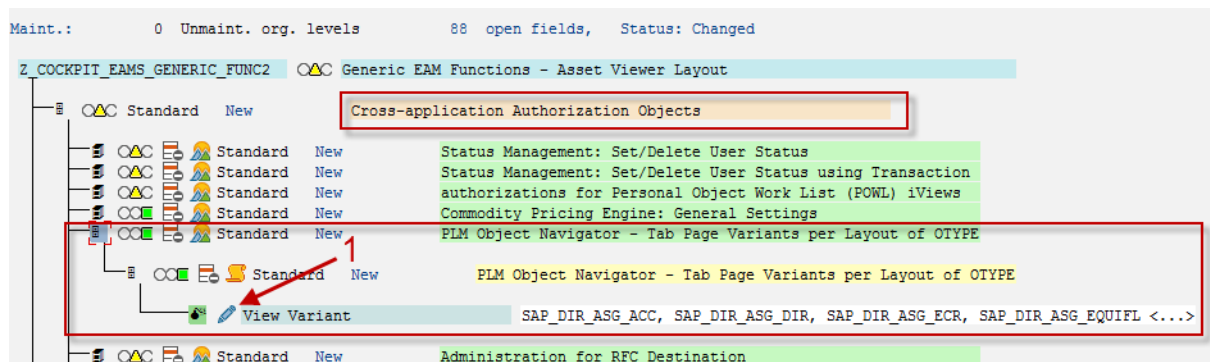 Maint.: 0 Unmaint. org. levels 88 open fields, Status: Changed
Z_COCKPIT_EAMS_GENERIC_FUNC2 Generic EAM Functions - Asset Viewer Layout
Standard New Cross-application Authorization Objects
Standard New Status Management: Set/Delete User Status
Standard New Status Management: Set/Delete User Status using Transaction
Standard New authorizations for Personal Object Work List (POWL) iViews
Standard New Commodity Pricing Engine: General Settings
Standard New PLM Object Navigator - Tab Page Variants per Layout of OTYPE
1
Standard New PLM Object Navigator - Tab Page Variants per Layout of OTYPE
View Variant SAP_DIR_ASG_ACC, SAP_DIR_ASG_DIR, SAP_DIR_ASG_ECR, SAP_DIR_ASG_EQUIFL <...>
Standard New Administration for RFC Destination